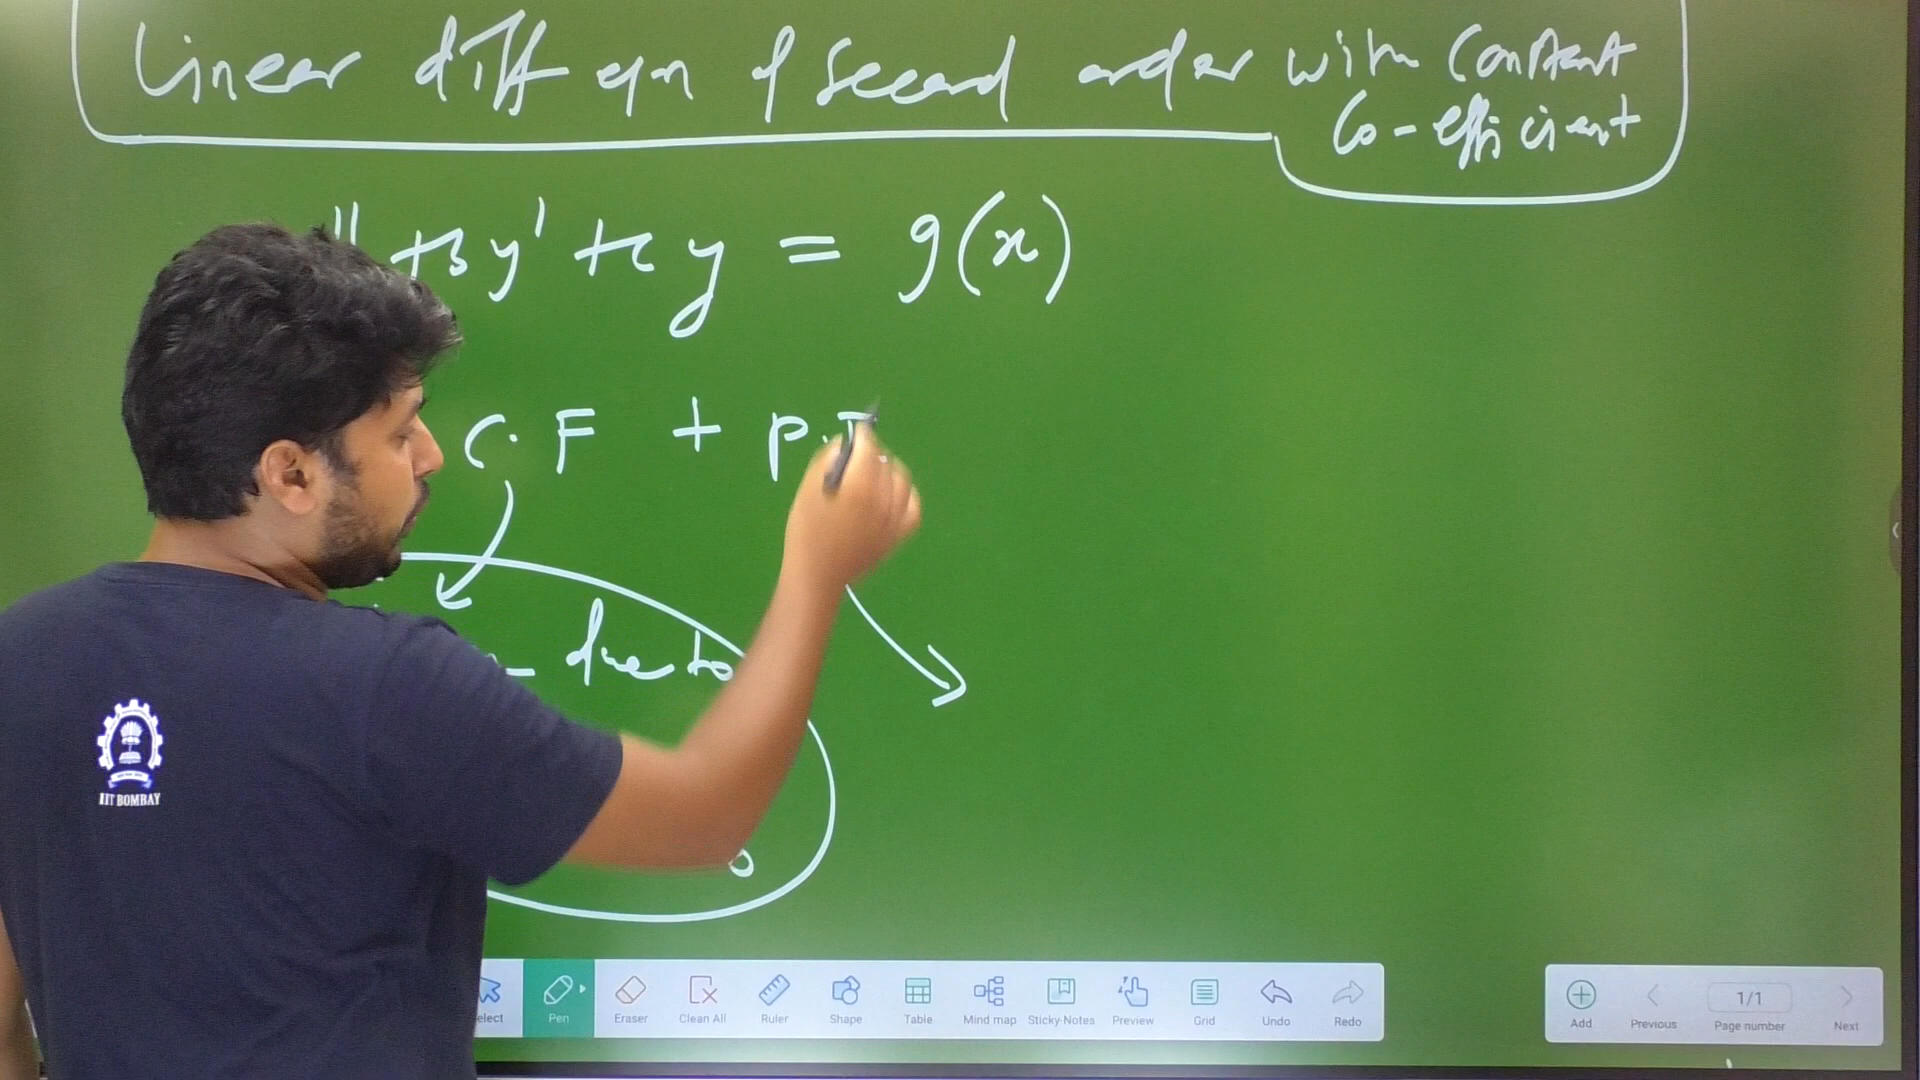 Linear diff eqn of Second order with Constant
Co-efficient
" + By' + cy = g(x)
C.F + P.I
due to
0
IIT BOMBAY
elect
Pen
Eraser
Clean All
Ruler
Shape
Table
Mind map
Sticky-Notes
Preview
Grid
Undo
Redo
Add
Previous
1/1
Page number
Next